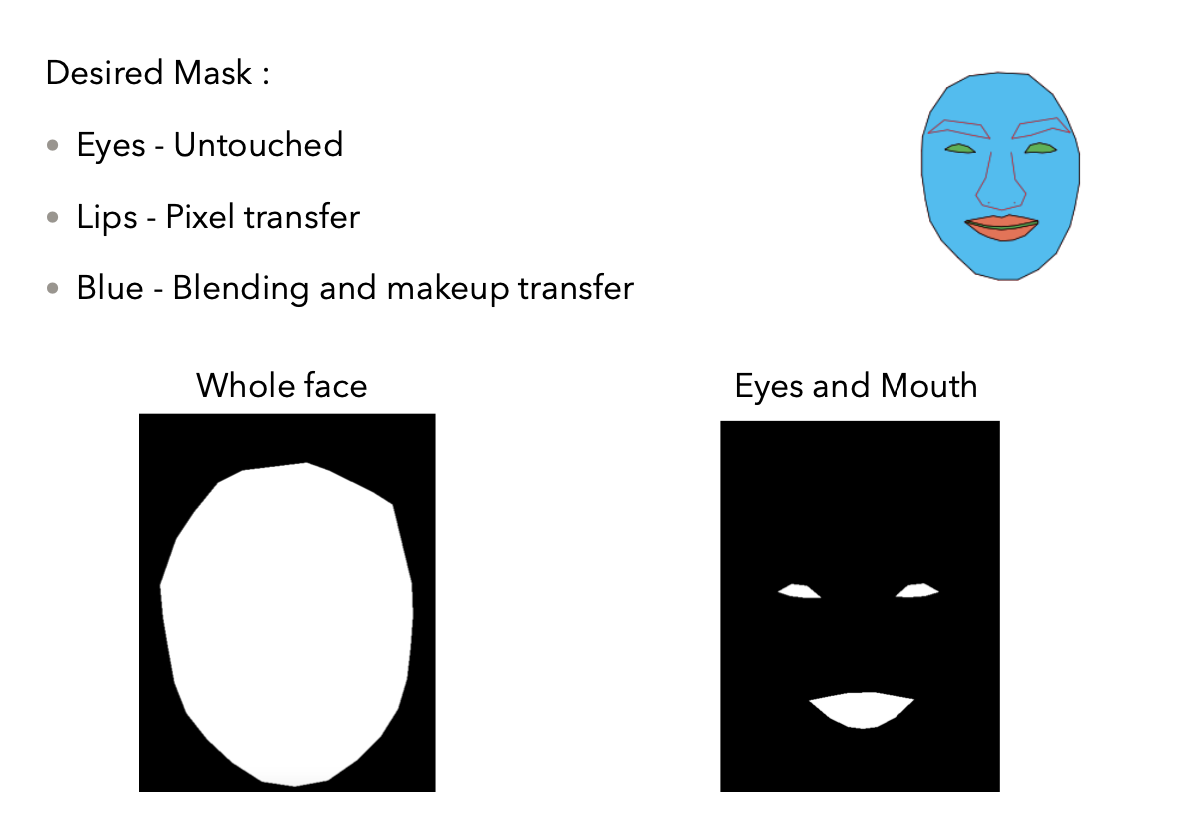 Desired Mask :
• Eyes - Untouched
• Lips - Pixel transfer
• Blue - Blending and makeup transfer
Whole face
Eyes and Mouth